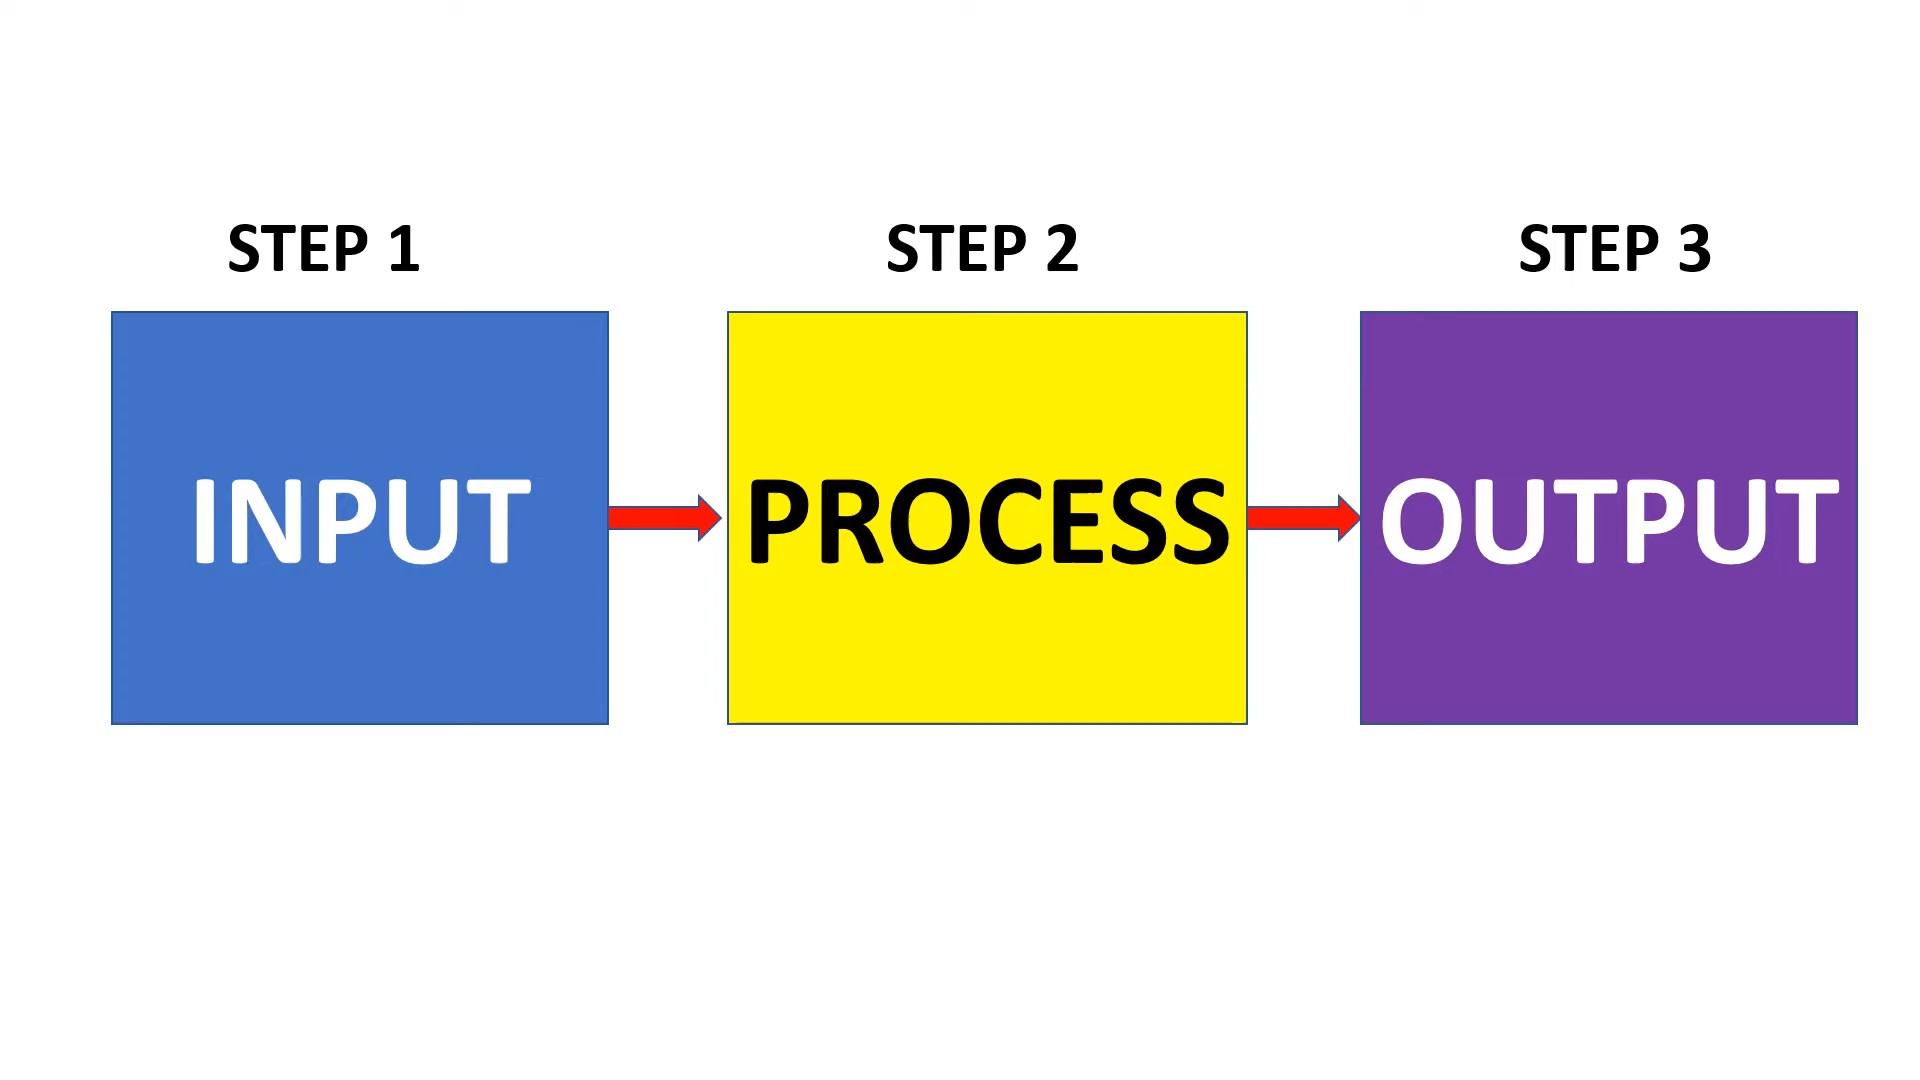 STEP 1
STEP 2
STEP 3
INPUT
PROCESS
OUTPUT